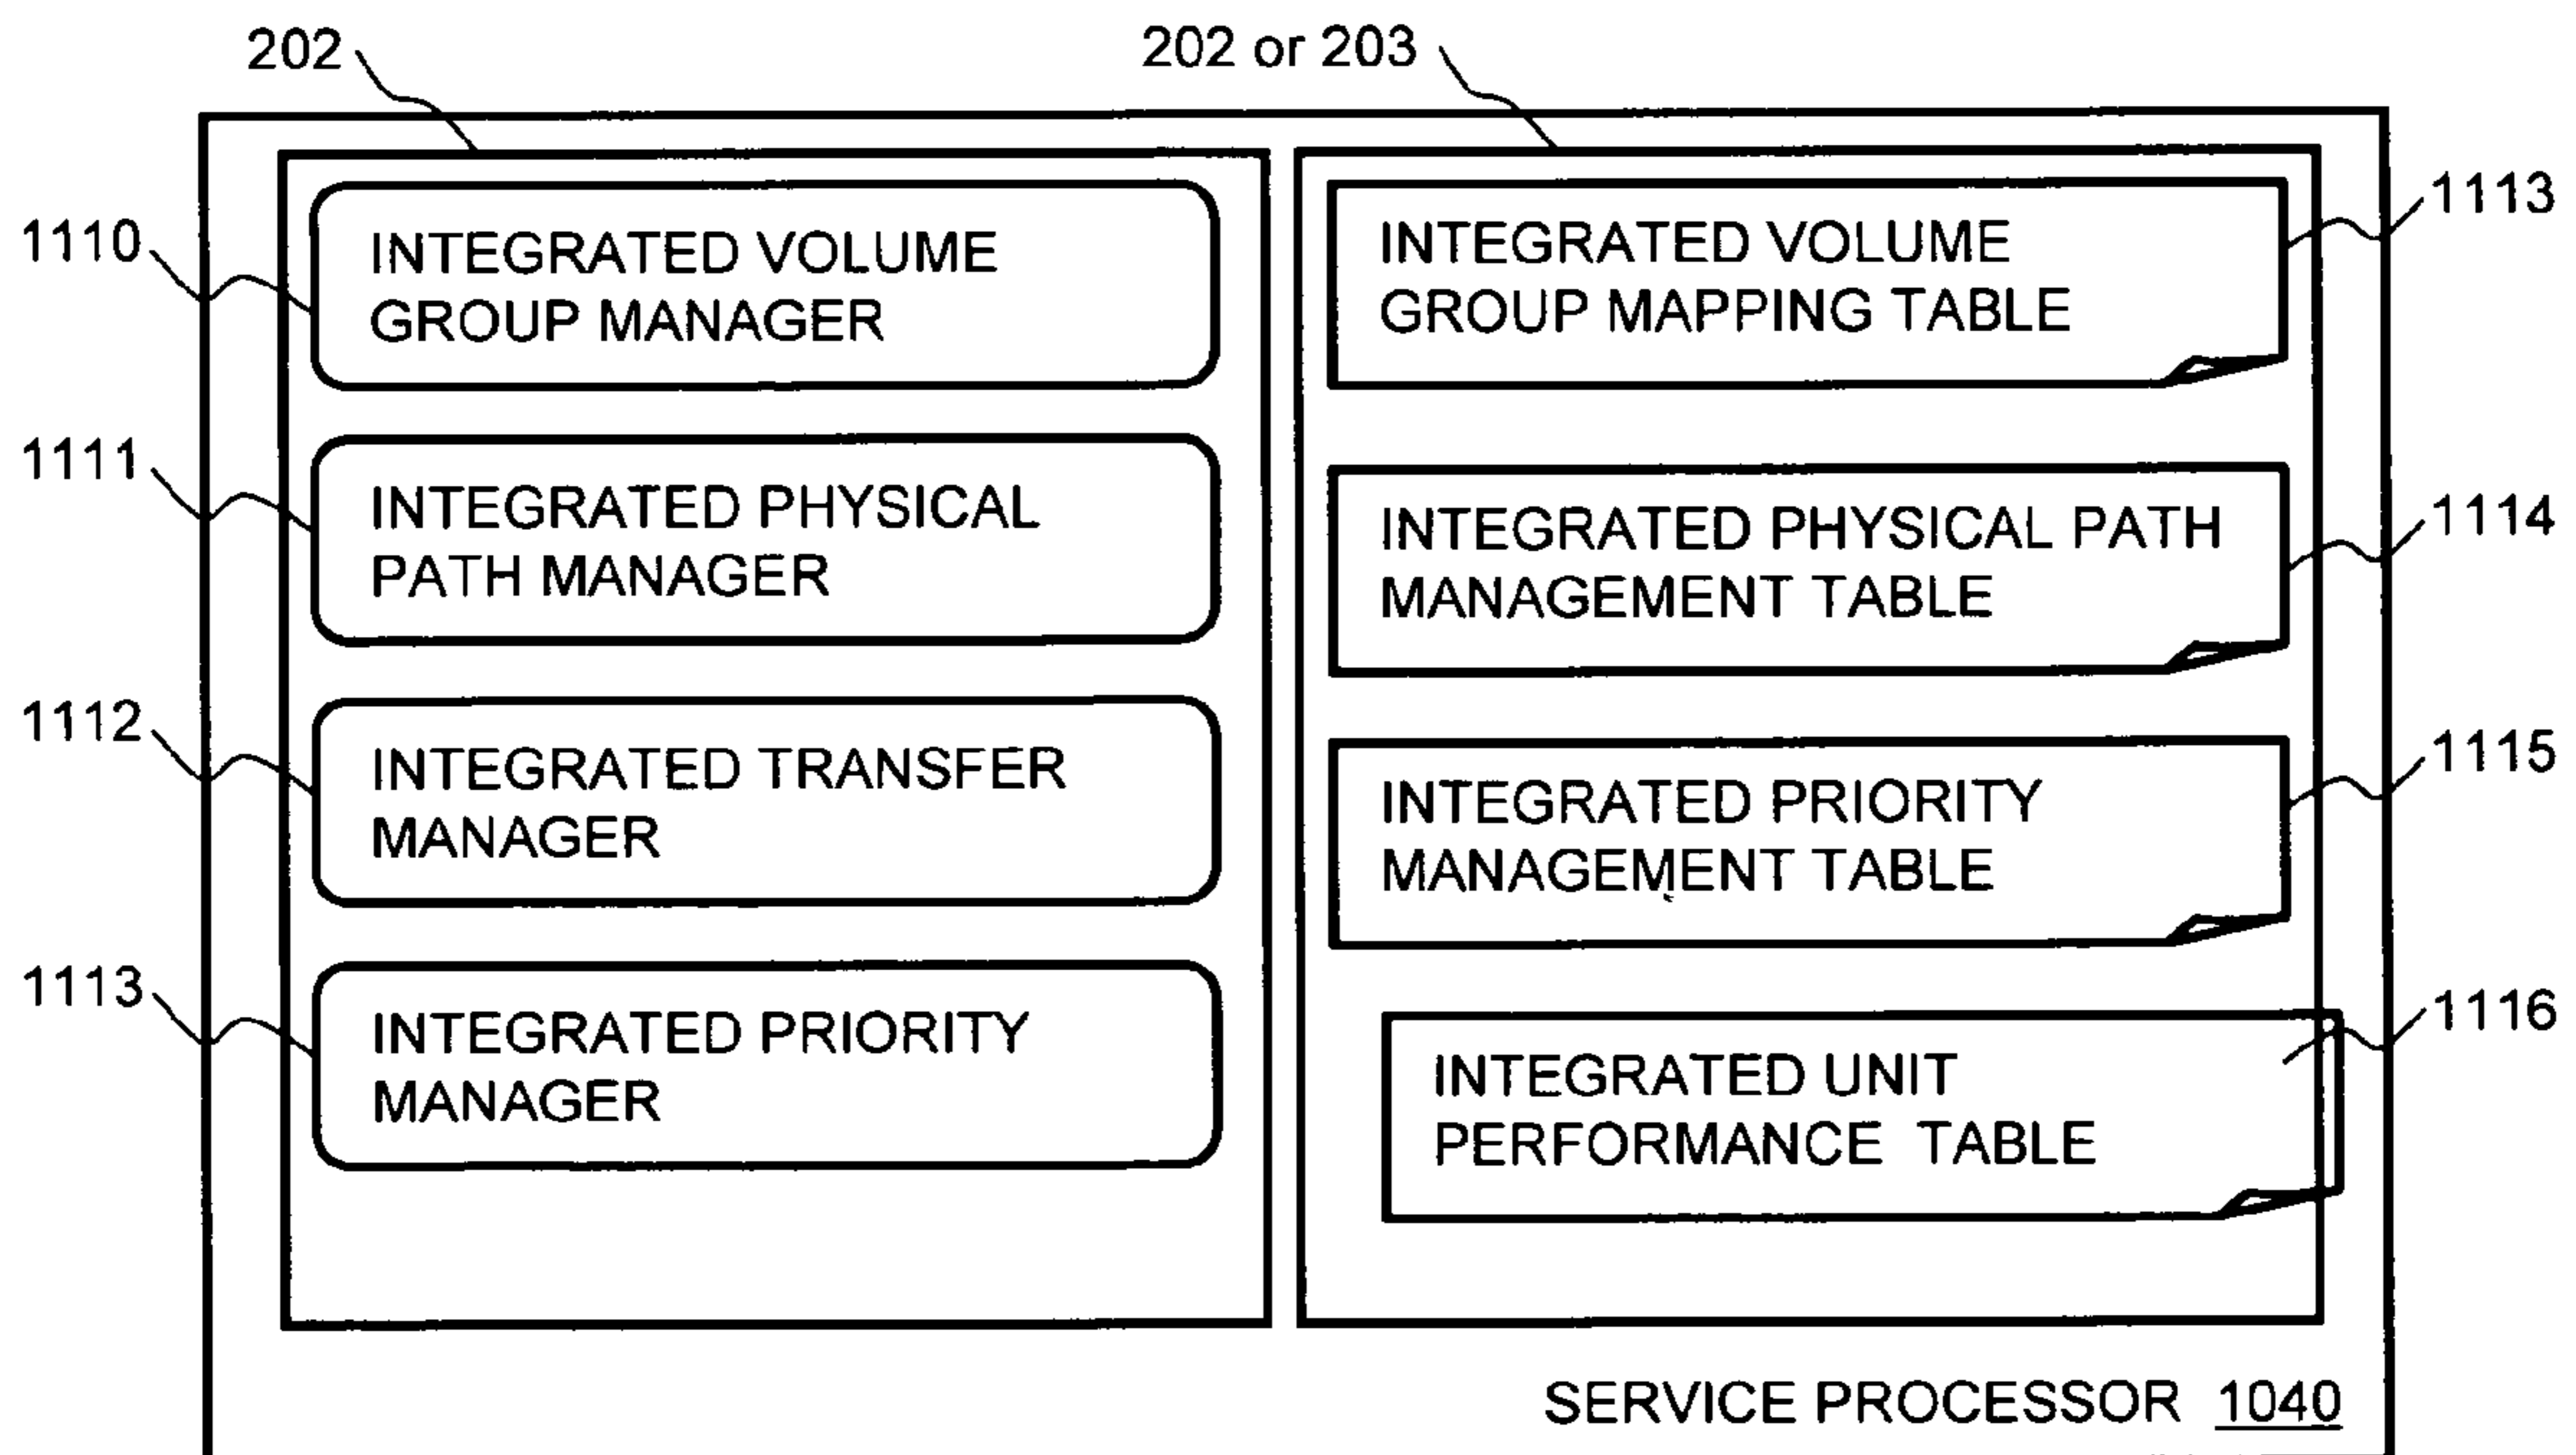 202
202 or 203
1110
INTEGRATED VOLUME
GROUP MANAGER
1111
INTEGRATED PHYSICAL
PATH MANAGER
1112
INTEGRATED TRANSFER
MANAGER
1113
INTEGRATED PRIORITY
MANAGER
INTEGRATED VOLUME
GROUP MAPPING TABLE
1113
INTEGRATED PHYSICAL PATH
MANAGEMENT TABLE
1114
INTEGRATED PRIORITY
MANAGEMENT TABLE
1115
INTEGRATED UNIT
PERFORMANCE TABLE
1116
SERVICE PROCESSOR 1040